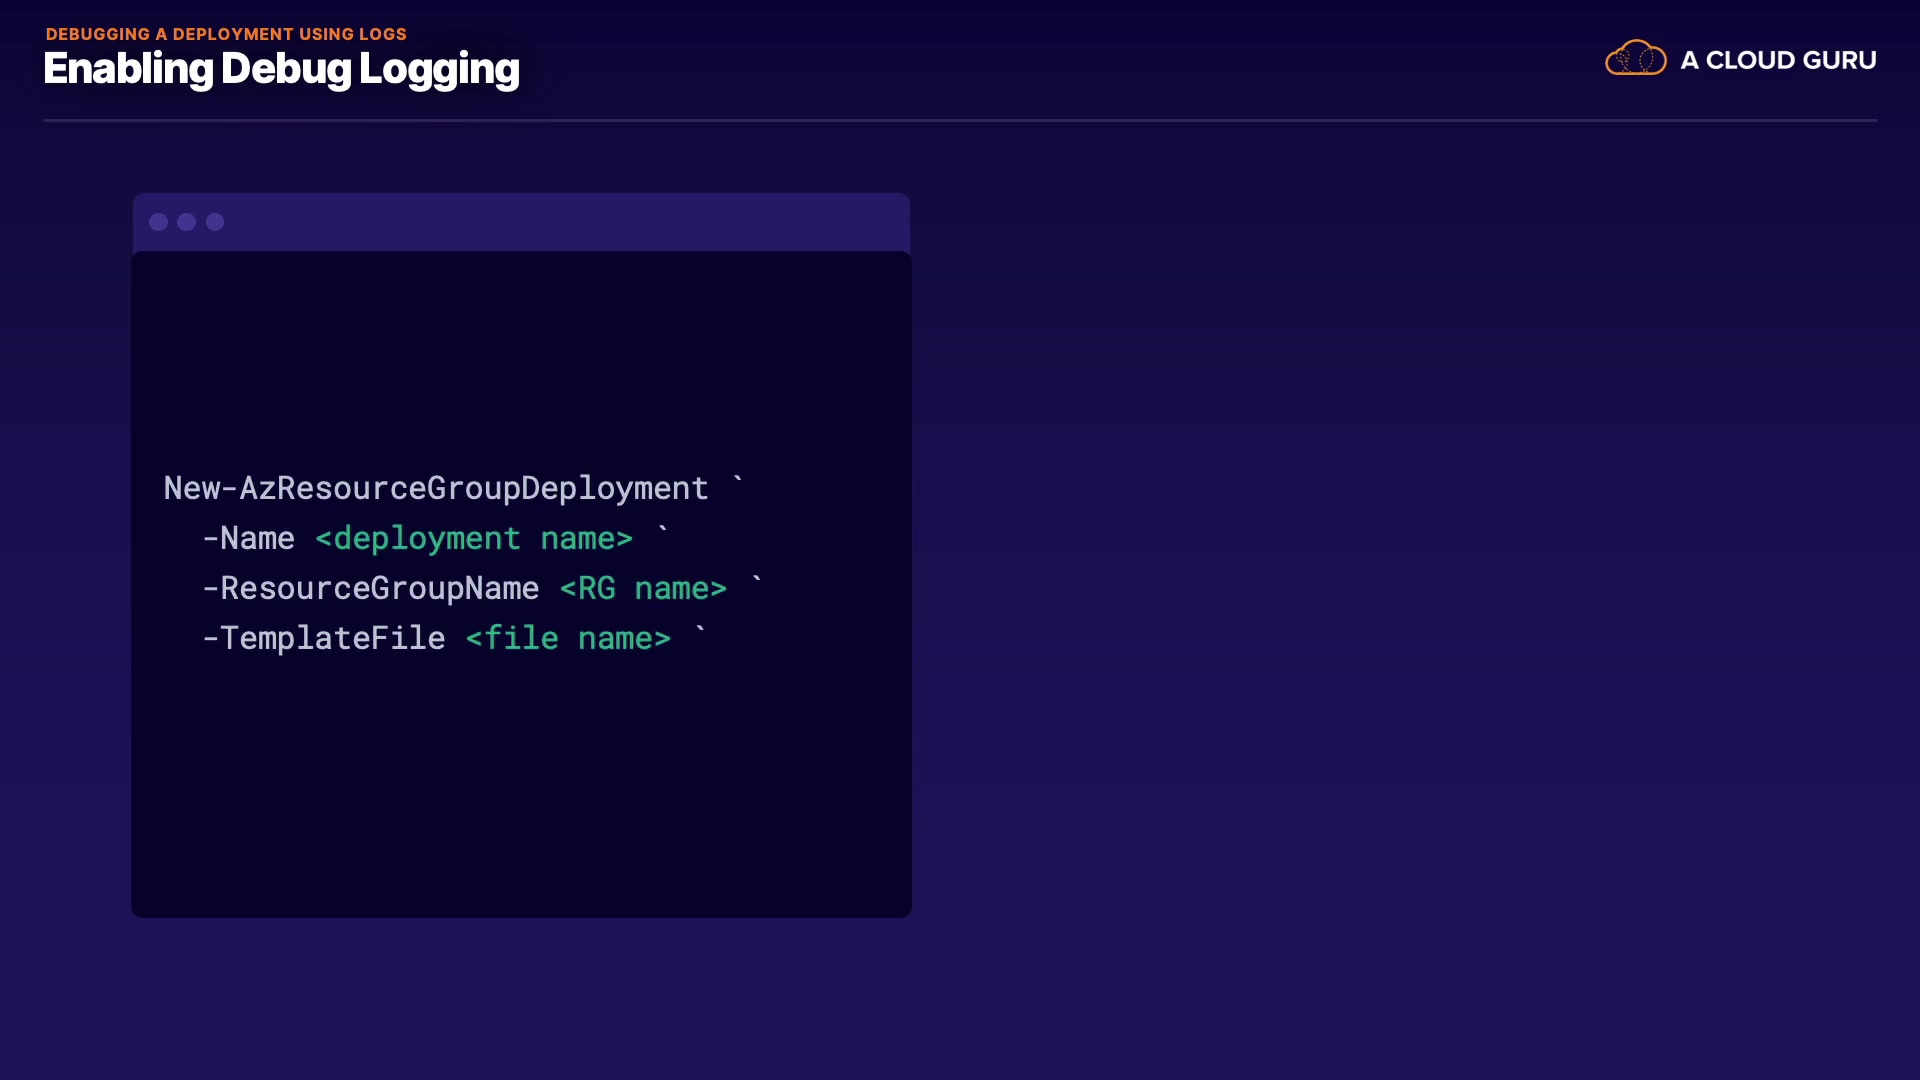 DEBUGGING A DEPLOYMENT USING LOGS
Enabling Debug Logging
A CLOUD GURU
New-AzResourceGroupDeployment `
  -Name <deployment name> `
  -ResourceGroupName <RG name> `
  -TemplateFile <file name> `